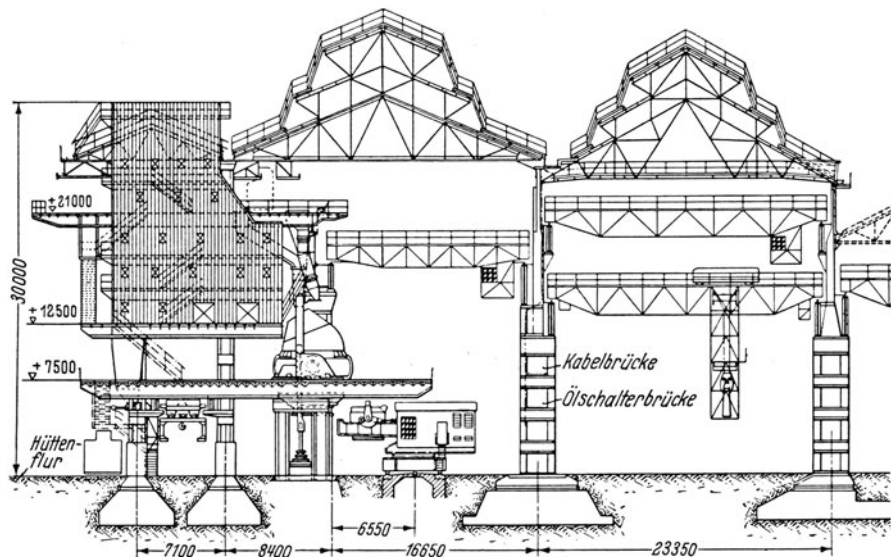 + 21000
30000
+ 12500
+ 7500
Kabelbrücke
Ölschalterbrücke
Hütten-
flur
6550
7100
8400
16650
23350